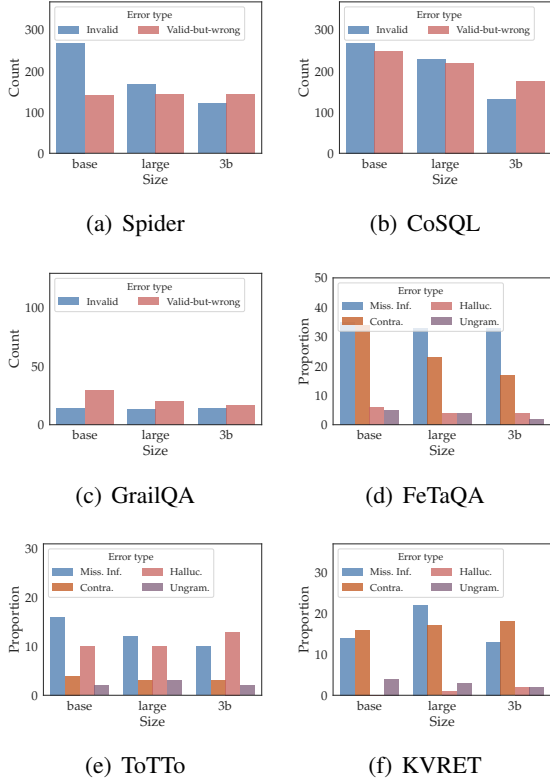 Error type
Invalid Valid-but-wrong
300
200
100
0
Count
base large 3b
Size
(a) Spider
Error type
Invalid Valid-but-wrong
300
200
100
0
Count
base large 3b
Size
(b) CoSQL
Error type
Invalid Valid-but-wrong
100
50
0
Count
base large 3b
Size
(c) GrailQA
Error type
Miss. Inf. Halluc.
Contra. Ungram.
50
40
30
20
10
0
Proportion
base large 3b
Size
(d) FeTaQA
Error type
Miss. Inf. Halluc.
Contra. Ungram.
30
20
10
0
Proportion
base large 3b
Size
(e) ToTTo
Error type
Miss. Inf. Halluc.
Contra. Ungram.
30
20
10
0
Proportion
base large 3b
Size
(f) KVRET